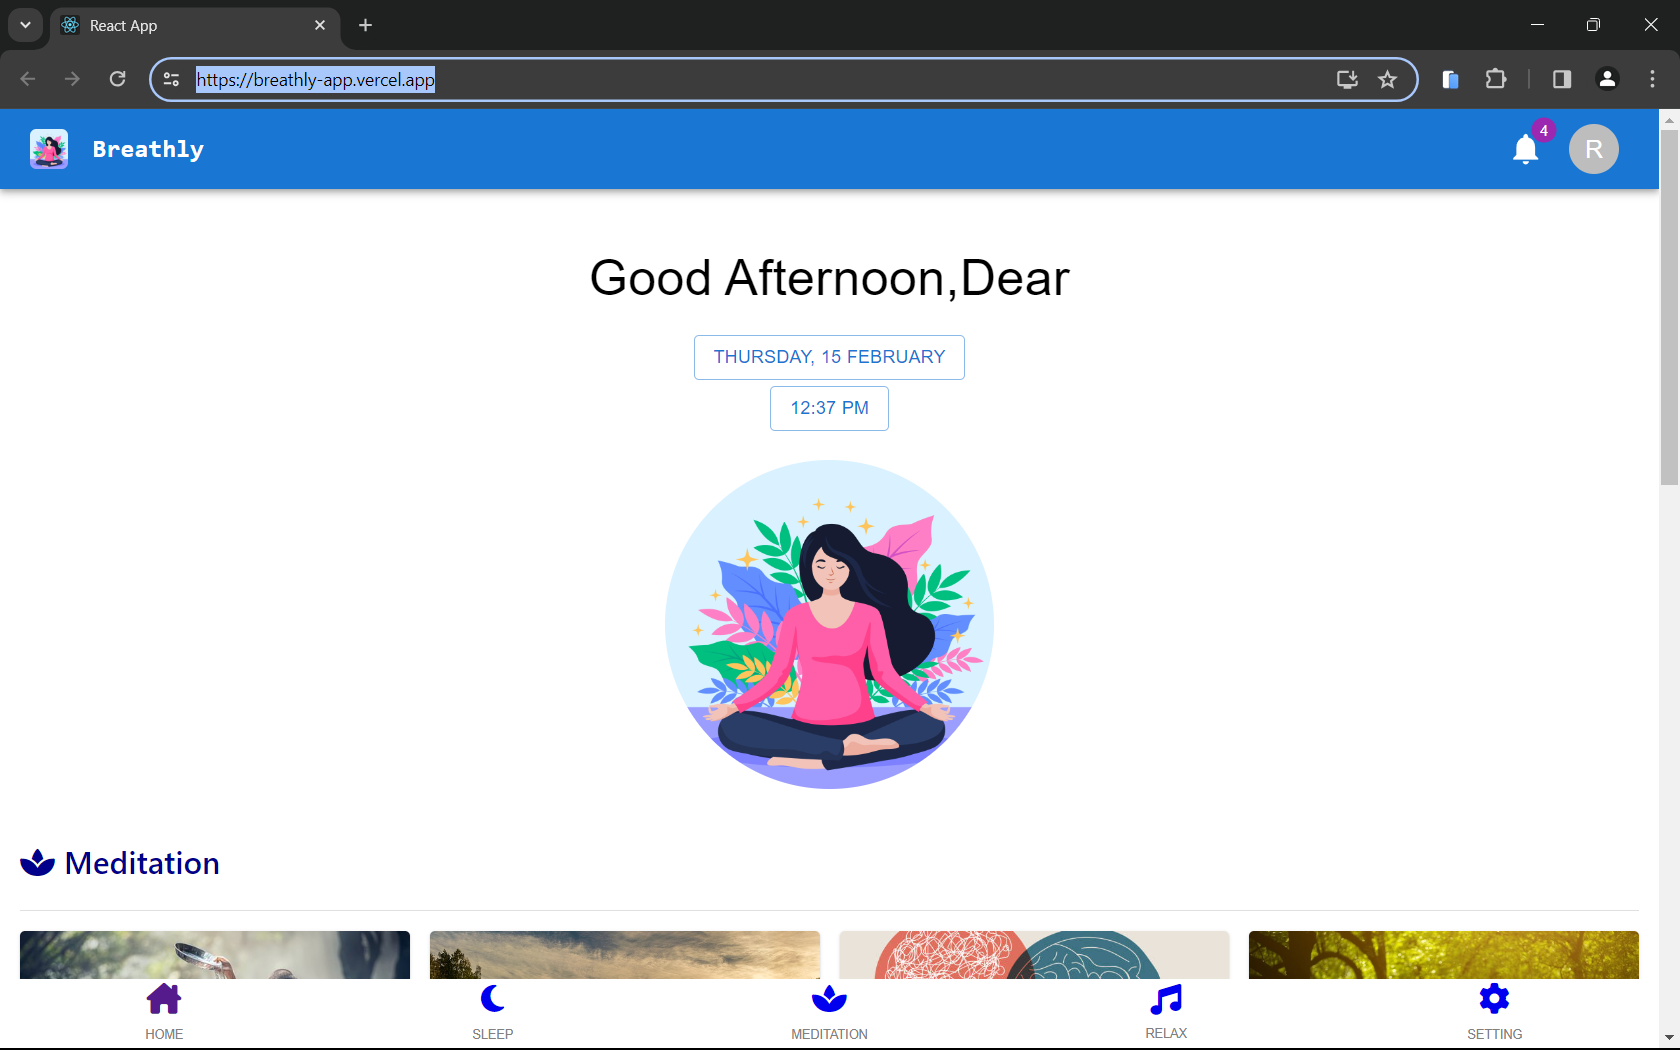 React App
https://breathly-app.vercel.app
Breathly
4
R
Good Afternoon,Dear
THURSDAY, 15 FEBRUARY
12:37 PM
Meditation
HOME
SLEEP
MEDITATION
RELAX
SETTING